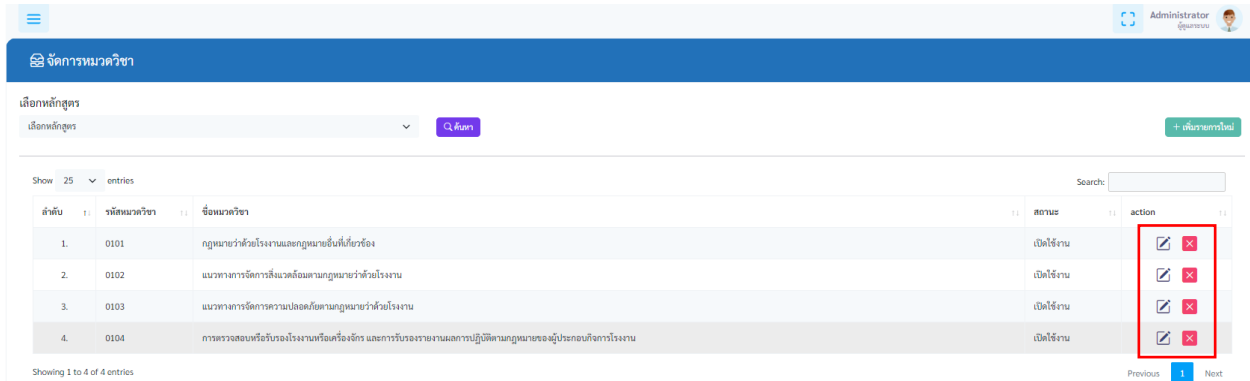 Administrator
ผู้ดูแลระบบ
จัดการหมวดวิชา
เลือกหลักสูตร
เลือกหลักสูตร ค้นหา + เพิ่มรายการใหม่
Show 25 entries Search:
ลำดับ รหัสหมวดวิชา ชื่อหมวดวิชา สถานะ action
1. 0101 กฎหมายว่าด้วยโรงงานและกฎหมายอื่นที่เกี่ยวข้อง เปิดใช้งาน
2. 0102 แนวทางการจัดการสิ่งแวดล้อมตามกฎหมายว่าด้วยโรงงาน เปิดใช้งาน
3. 0103 แนวทางการจัดการความปลอดภัยตามกฎหมายว่าด้วยโรงงาน เปิดใช้งาน
4. 0104 การตรวจสอบหรือรับรองโรงงานหรือเครื่องจักร และการรับรองรายงานผลการปฏิบัติตามกฎหมายของผู้ประกอบกิจการโรงงาน เปิดใช้งาน
Showing 1 to 4 of 4 entries Previous 1 Next